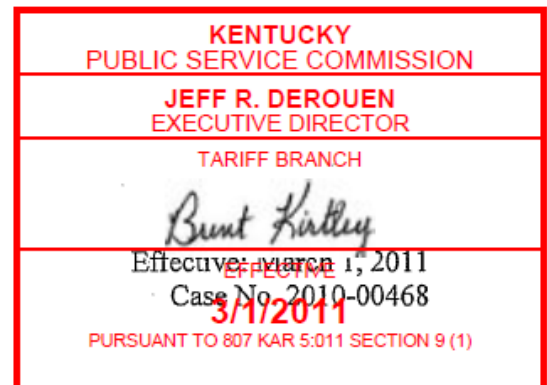 KENTUCKY
PUBLIC SERVICE COMMISSION
JEFF R. DEROUEN
EXECUTIVE DIRECTOR
TARIFF BRANCH
Brent Kirtley
Effective: March 1, 2011
EFFECTIVE
Case No. 2010-00468
3/1/2011
PURSUANT TO 807 KAR 5:011 SECTION 9 (1)